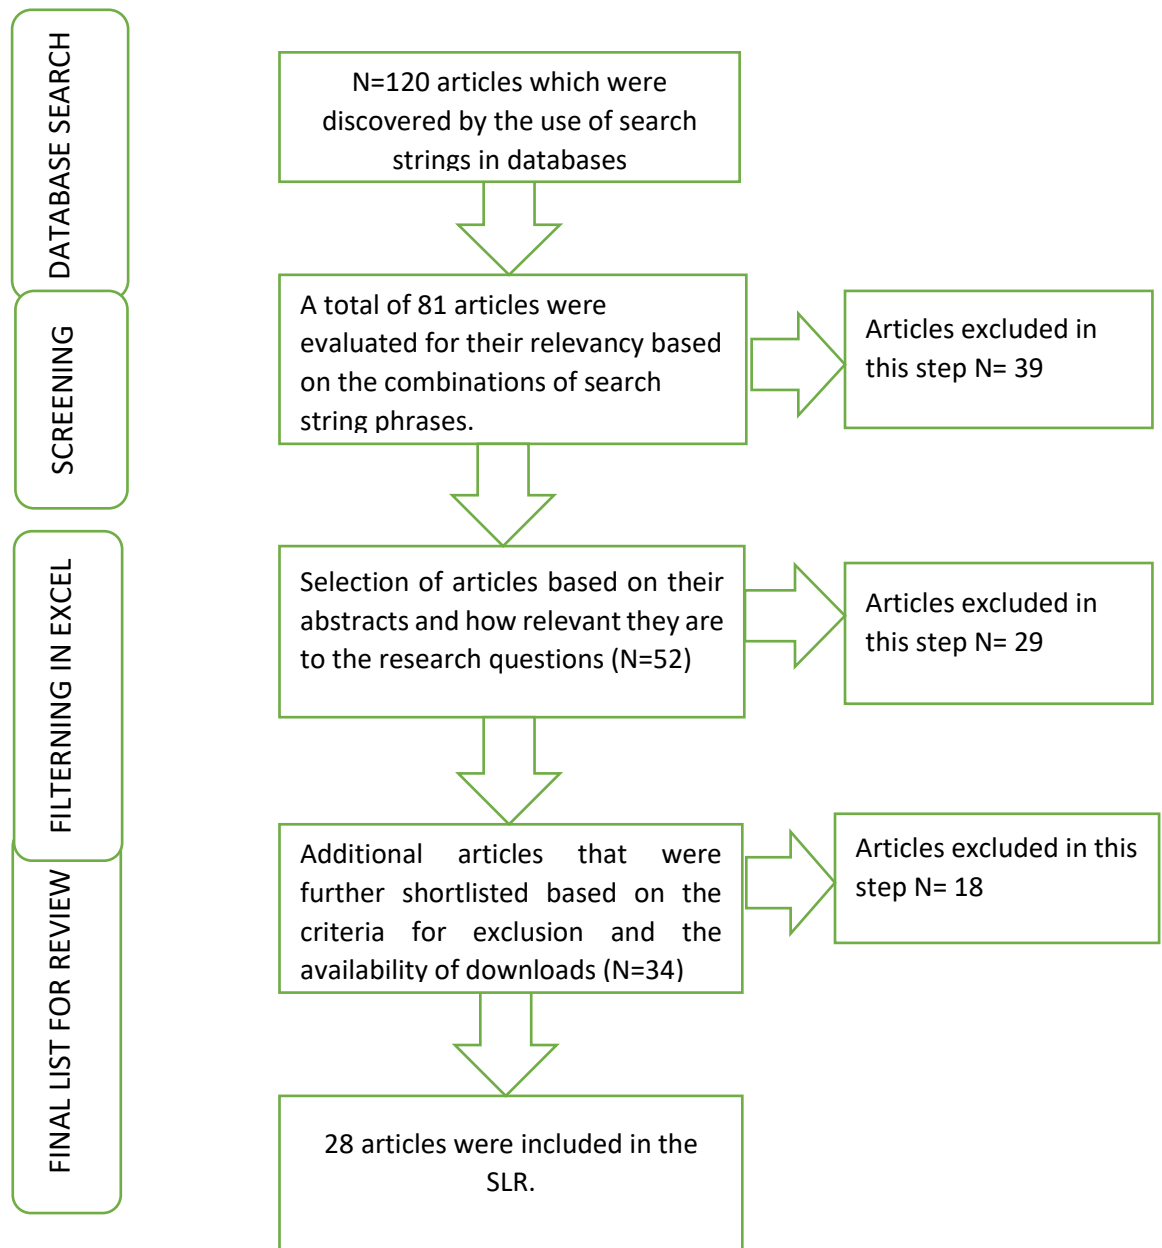 DATABASE SEARCH
N=120 articles which were
discovered by the use of search
strings in databases
SCREENING
A total of 81 articles were
evaluated for their relevancy based
on the combinations of search
string phrases.
Articles excluded in
this step N= 39
FILTERNING IN EXCEL
Selection of articles based on their
abstracts and how relevant they are
to the research questions (N=52)
Articles excluded in
this step N= 29
FINAL LIST FOR REVIEW
Additional articles that were
further shortlisted based on the
criteria for exclusion and the
availability of downloads (N=34)
Articles excluded in this
step N= 18
28 articles were included in the
SLR.